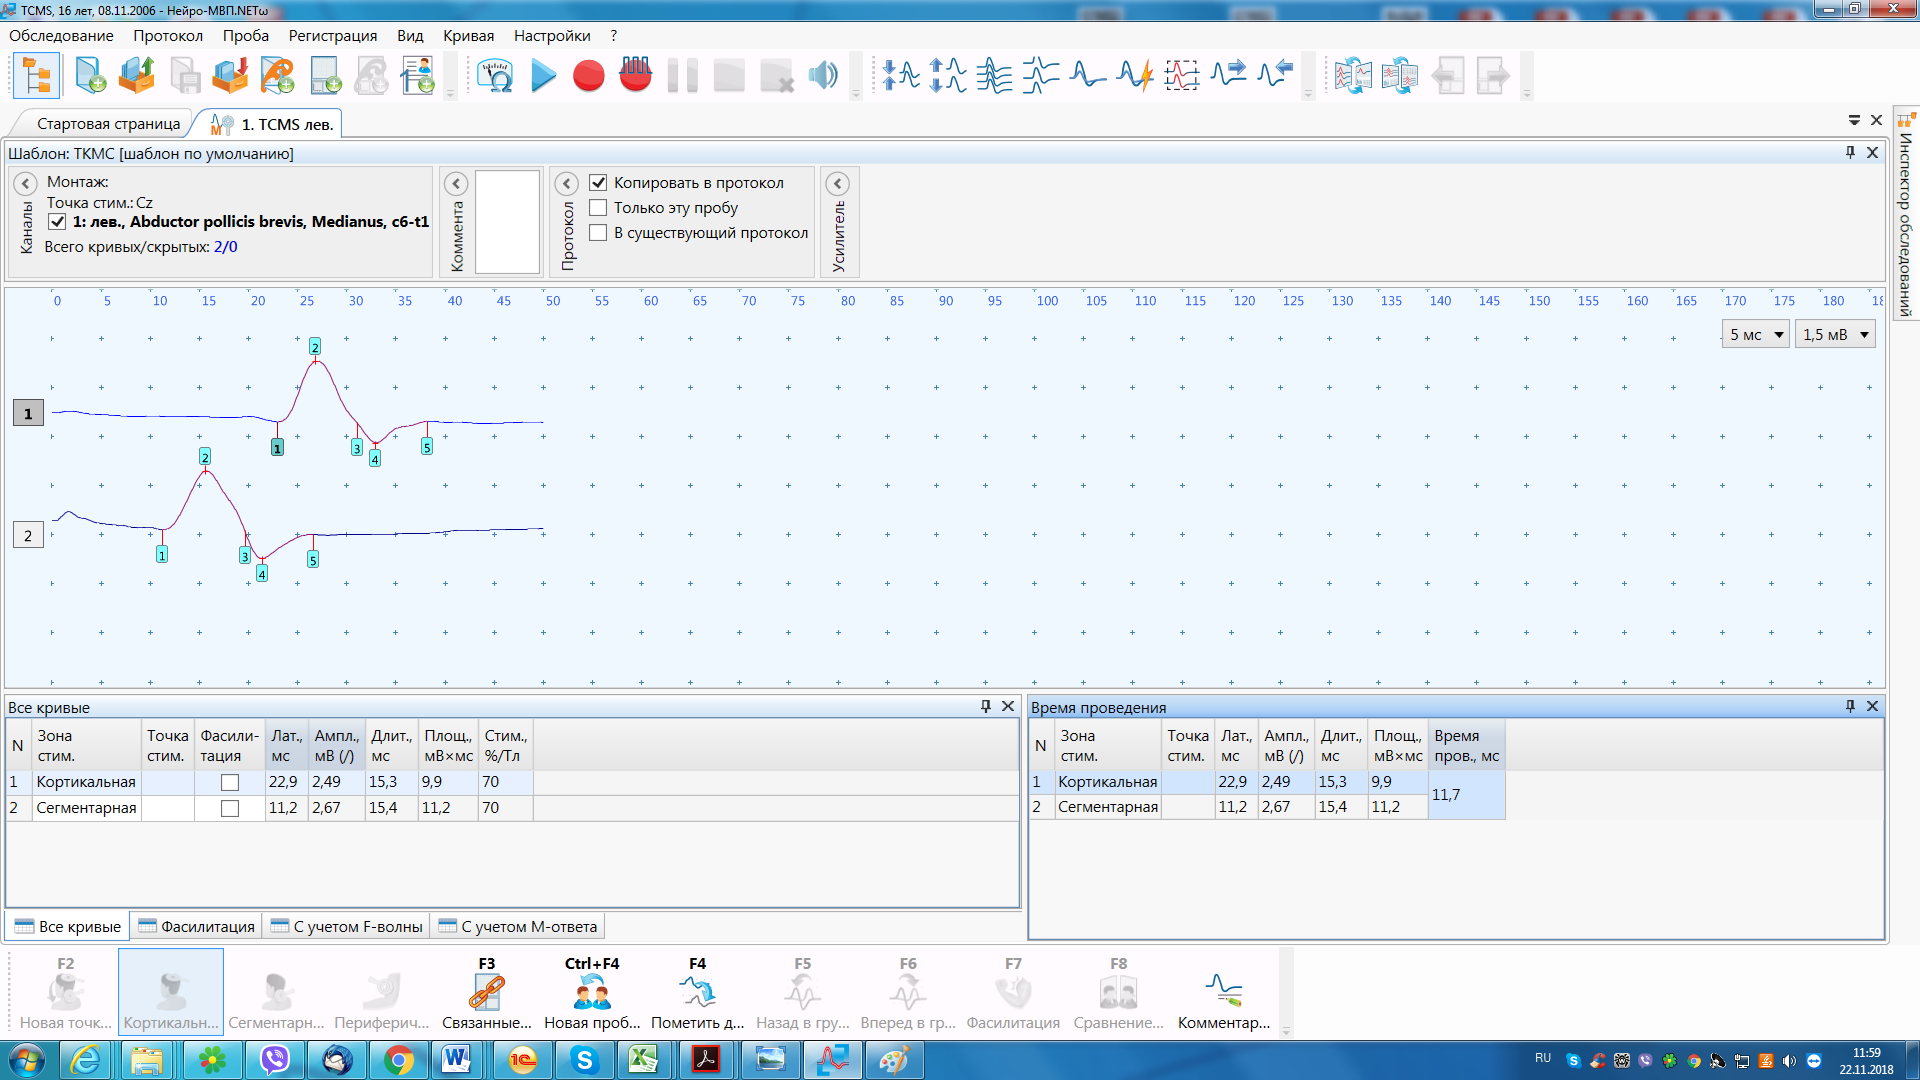 TCMS, 16 лет, 08.11.2006 - Нейро-МВП.NETω
Обследование Протокол Проба Регистрация Вид Кривая Настройки ?
Стартовая страница
1. TCMS лев.
Шаблон: ТКМС [шаблон по умолчанию]
Каналы
Монтаж:
Точка стим.: Cz
1: лев., Abductor pollicis brevis, Medianus, c6-t1
Всего кривых/скрытых: 2/0
Коммента
Протокол
Копировать в протокол
Только эту пробу
В существующий протокол
Усилитель
Инспектор обследований
0 5 10 15 20 25 30 35 40 45 50 55 60 65 70 75 80 85 90 95 100 105 110 115 120 125 130 135 140 145 150 155 160 165 170 175 180
5 мс 1,5 мВ
1
2
1 2 3 4 5
1 2 3 4 5
Все кривые
N Зона стим. Точка стим. Фасили-тация Лат., мс Ампл., мВ (/) Длит., мс Площ., мВ×мс Стим., %/Тл
1 Кортикальная 22,9 2,49 15,3 9,9 70
2 Сегментарная 11,2 2,67 15,4 11,2 70
Время проведения
N Зона стим. Точка стим. Лат., мс Ампл., мВ (/) Длит., мс Площ., мВ×мс Время пров., мс
1 Кортикальная 22,9 2,49 15,3 9,9 11,7
2 Сегментарная 11,2 2,67 15,4 11,2
Все кривые Фасилитация С учетом F-волны С учетом М-ответа
F2 F3 Ctrl+F4 F4 F5 F6 F7 F8
Новая точк... Кортикальн... Сегментарн... Периферич... Связанные... Новая проб... Пометить д... Назад в гру... Вперед в гр... Фасилитация Сравнение... Комментар...
RU
11:59
22.11.2018